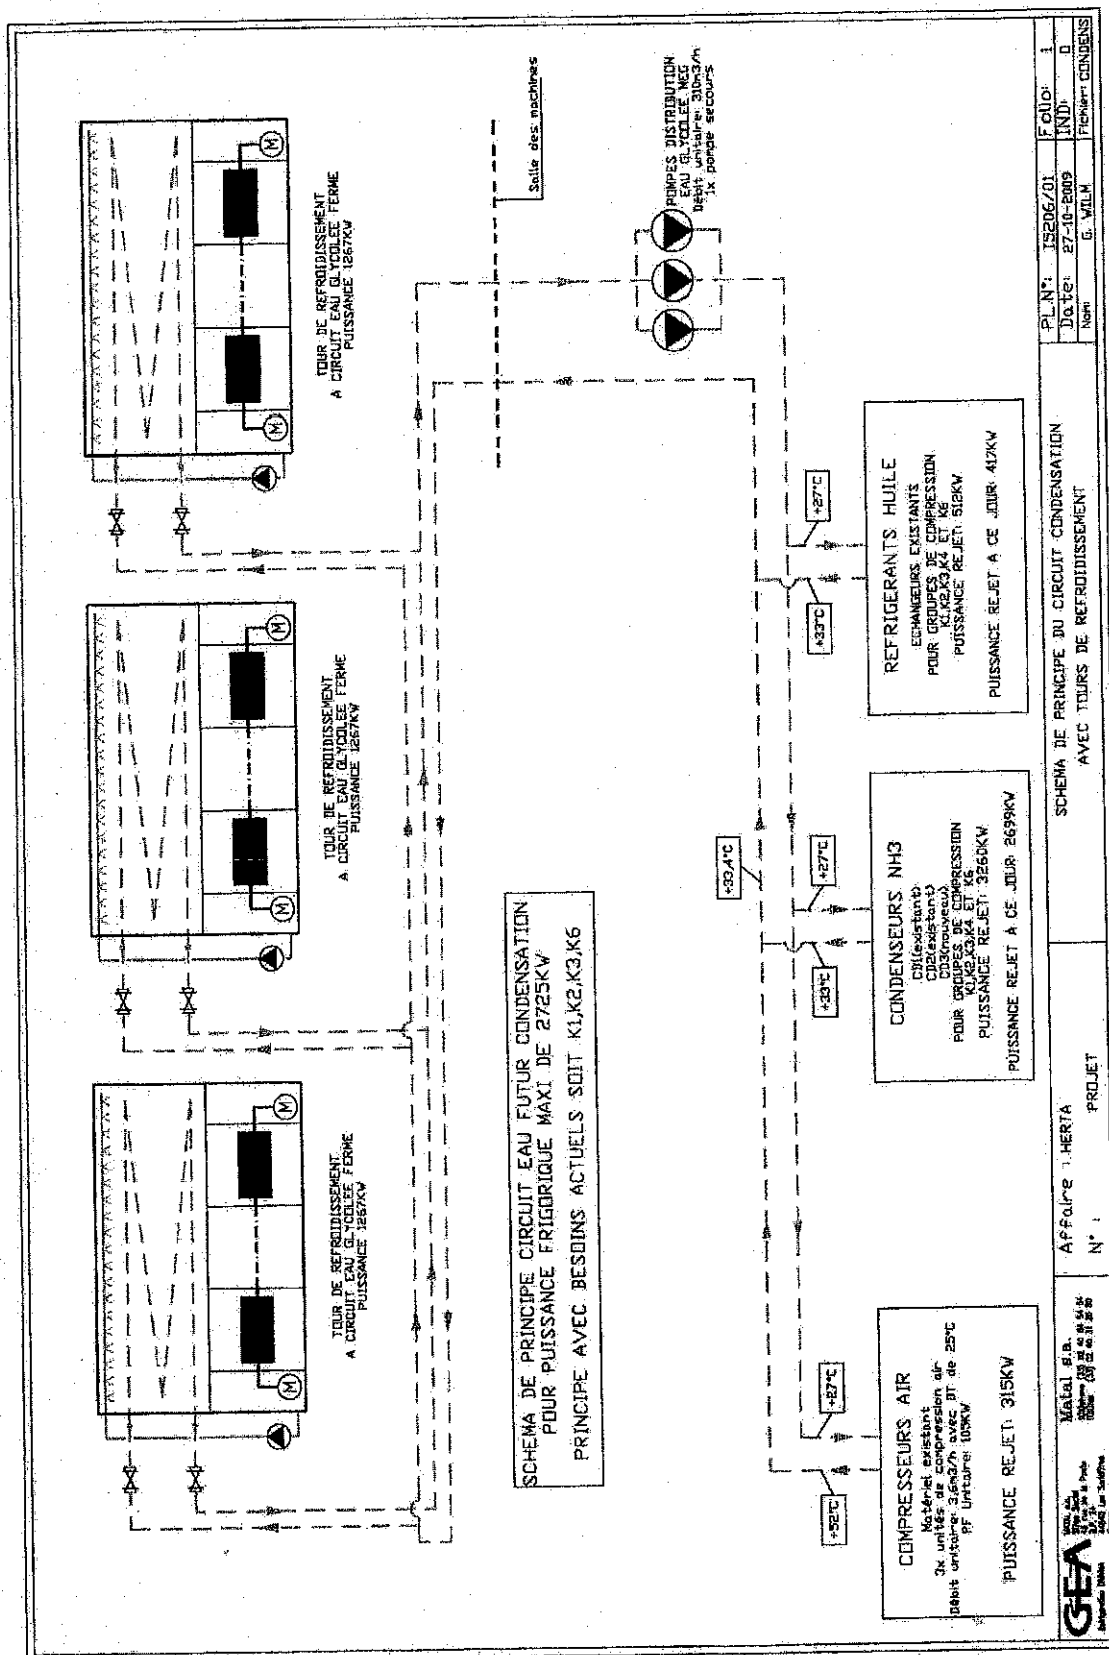 TOUR DE REFROIDISSEMENT
A CIRCUIT EAU GLYCOLEE FERME
PUISSANCE 1267KW
TOUR DE REFROIDISSEMENT
A CIRCUIT EAU GLYCOLEE FERME
PUISSANCE 1267KW
TOUR DE REFROIDISSEMENT
A CIRCUIT EAU GLYCOLEE FERME
PUISSANCE 1267KW
M
M
M
M
M
M
Salle des machines
SCHEMA DE PRINCIPE CIRCUIT EAU FUTUR CONDENSATION
POUR PUISSANCE FRIGORIQUE MAXI DE 2725KW
PRINCIPE AVEC BESOINS ACTUELS SOIT K1,K2,K3,K6
POMPES DISTRIBUTION
EAU GLYCOLEE MEG
Débit unitaire: 310m3/h
1x pompe secours
+33,4°C
+52°C
+27°C
+33°C
+27°C
+33°C
+27°C
COMPRESSEURS AIR
Matériel existant
3x unités de compression air
Débit unitaire: 3,6m3/h avec DT de 25°C
PF Unitaire: 105KW
PUISSANCE REJET: 315KW
CONDENSEURS NH3
CD1(existant)
CD2(existant)
CD3(nouveau)
POUR GROUPES DE COMPRESSION
K1,K2,K3,K4 ET K6
PUISSANCE REJET: 3260KW
PUISSANCE REJET A CE JOUR: 2699KW
REFRIGERANTS HUILE
ECHANGEURS EXISTANTS
POUR GROUPES DE COMPRESSION
K1,K2,K3,K4 ET K6
PUISSANCE REJET: 512KW
PUISSANCE REJET A CE JOUR: 417KW
GEA
Matal s.a.
Affaire : HERTA
N° :
PROJET
SCHEMA DE PRINCIPE DU CIRCUIT CONDENSATION
AVEC TOURS DE REFROIDISSEMENT
PL.N°: 15206/01
Folio: 1
Date: 27-10-2009
IND: 0
Nom: G. WILM
Fichier: CONDENS